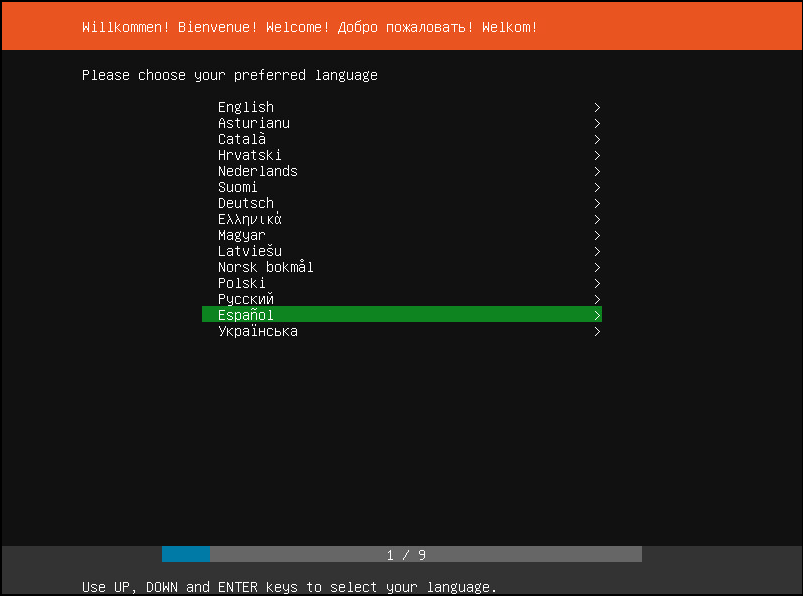 Willkommen! Bienvenue! Welcome! Добро пожаловать! Welkom!
Please choose your preferred language
English >
Asturianu >
Català >
Hrvatski >
Nederlands >
Suomi >
Deutsch >
Ελληνικά >
Magyar >
Latviešu >
Norsk bokmål >
Polski >
Русский >
Español >
Українська >
1 / 9
Use UP, DOWN and ENTER keys to select your language.